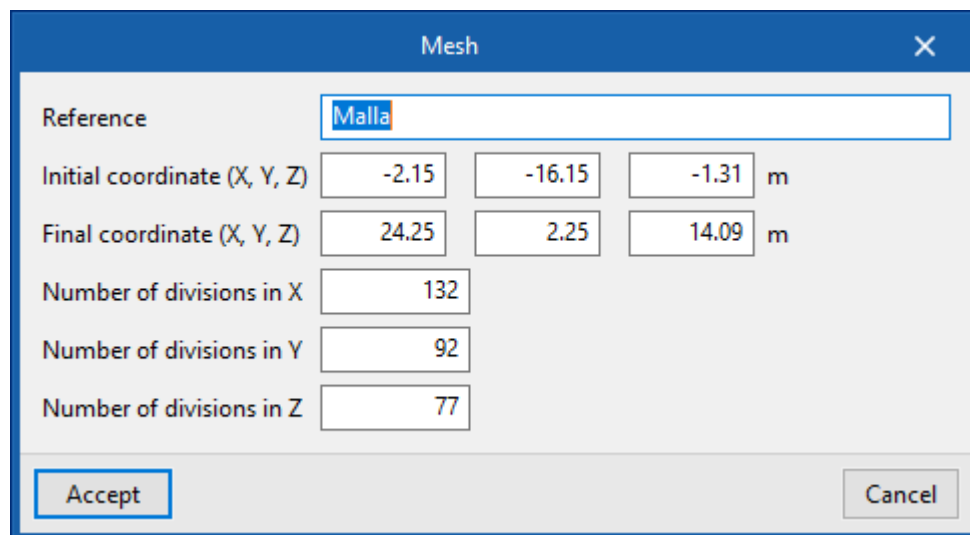 Mesh
Reference Malla
Initial coordinate (X, Y, Z) -2.15 -16.15 -1.31 m
Final coordinate (X, Y, Z) 24.25 2.25 14.09 m
Number of divisions in X 132
Number of divisions in Y 92
Number of divisions in Z 77
Accept Cancel